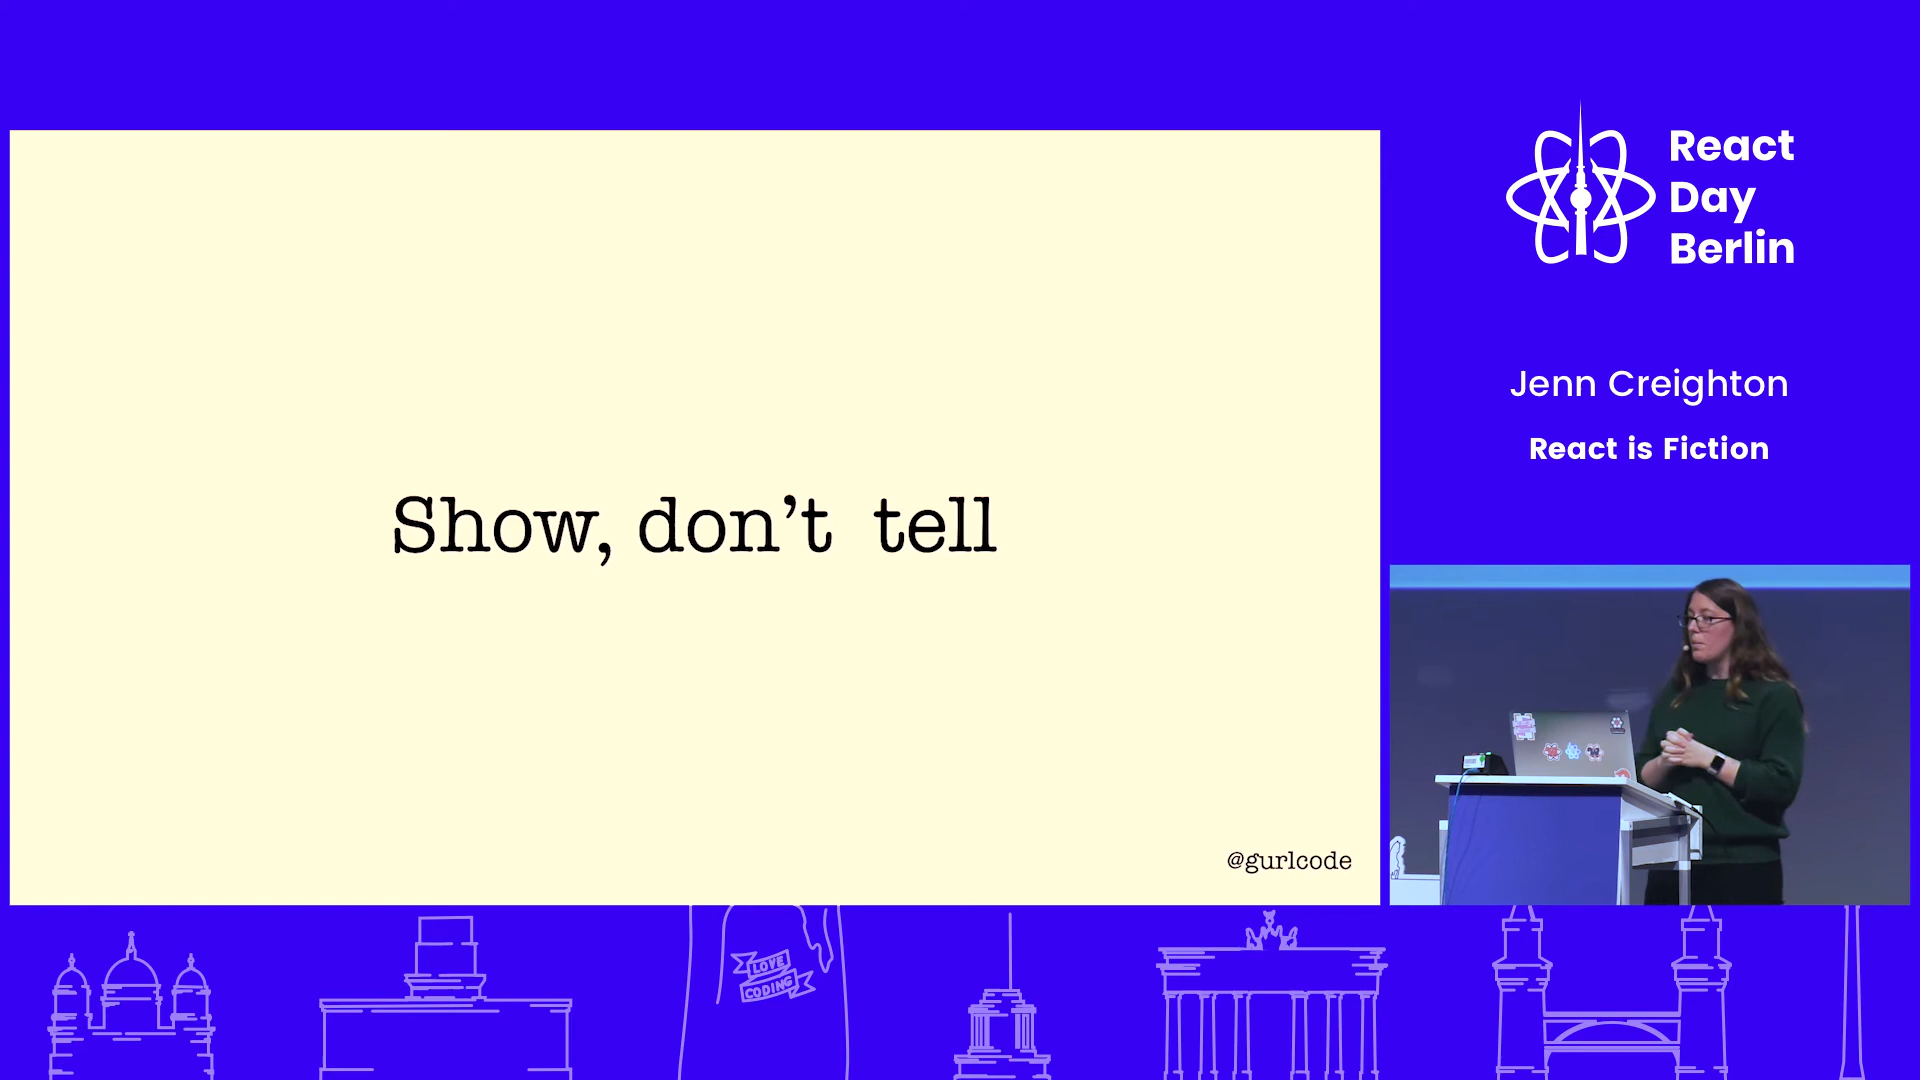 Show, don’t tell
@gurlcode
React
Day
Berlin
Jenn Creighton
React is Fiction
LOVE
CODING